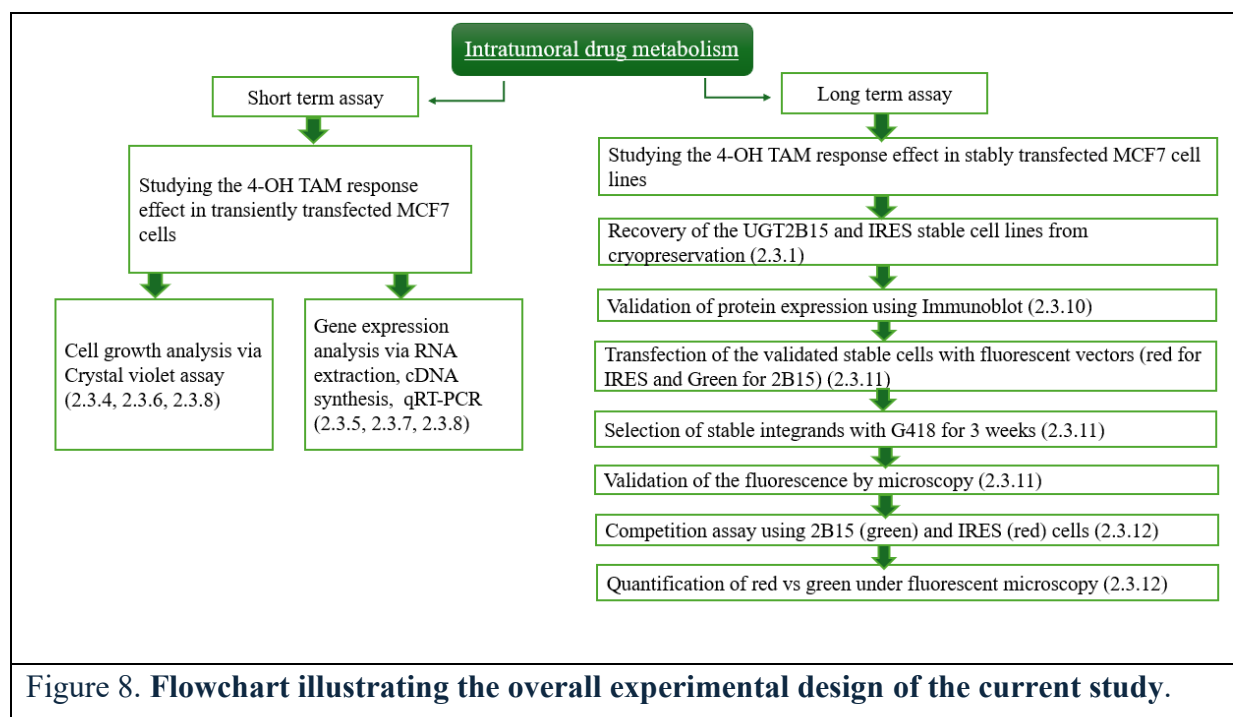 Intratumoral drug metabolism
Short term assay
Studying the 4-OH TAM response
effect in transiently transfected MCF7
cells
Cell growth analysis via
Crystal violet assay
(2.3.4, 2.3.6, 2.3.8)
Gene expression
analysis via RNA
extraction, cDNA
synthesis, qRT-PCR
(2.3.5, 2.3.7, 2.3.8)
Long term assay
Studying the 4-OH TAM response effect in stably transfected MCF7 cell
lines
Recovery of the UGT2B15 and IRES stable cell lines from
cryopreservation (2.3.1)
Validation of protein expression using Immunoblot (2.3.10)
Transfection of the validated stable cells with fluorescent vectors (red for
IRES and Green for 2B15) (2.3.11)
Selection of stable integrands with G418 for 3 weeks (2.3.11)
Validation of the fluorescence by microscopy (2.3.11)
Competition assay using 2B15 (green) and IRES (red) cells (2.3.12)
Quantification of red vs green under fluorescent microscopy (2.3.12)
Figure 8. Flowchart illustrating the overall experimental design of the current study.